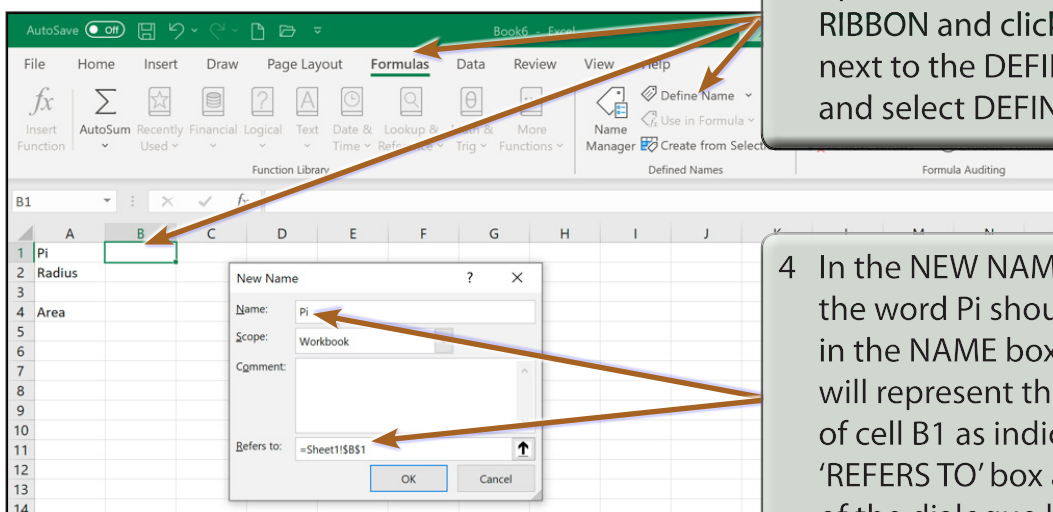 AutoSave Off Book6 - Excel
RIBBON and click
next to the DEFI
and select DEFIN
File Home Insert Draw Page Layout Formulas Data Review View Help
Insert Function AutoSum Recently Used Financial Logical Text Date & Time Lookup & Reference Math & Trig More Functions
Name Manager
Define Name
Use in Formula
Create from Selection
Function Library Defined Names Formula Auditing
B1 fx
A B C D E F G H I J K L M N
1 Pi
2 Radius
3
4 Area
5
6
7
8
9
10
11
12
13
14
New Name ? X
Name: Pi
Scope: Workbook
Comment:
Refers to: =Sheet1!$B$1
OK Cancel
4 In the NEW NAM
the word Pi shou
in the NAME box
will represent th
of cell B1 as indi
‘REFERS TO’ box a
of the dialogue